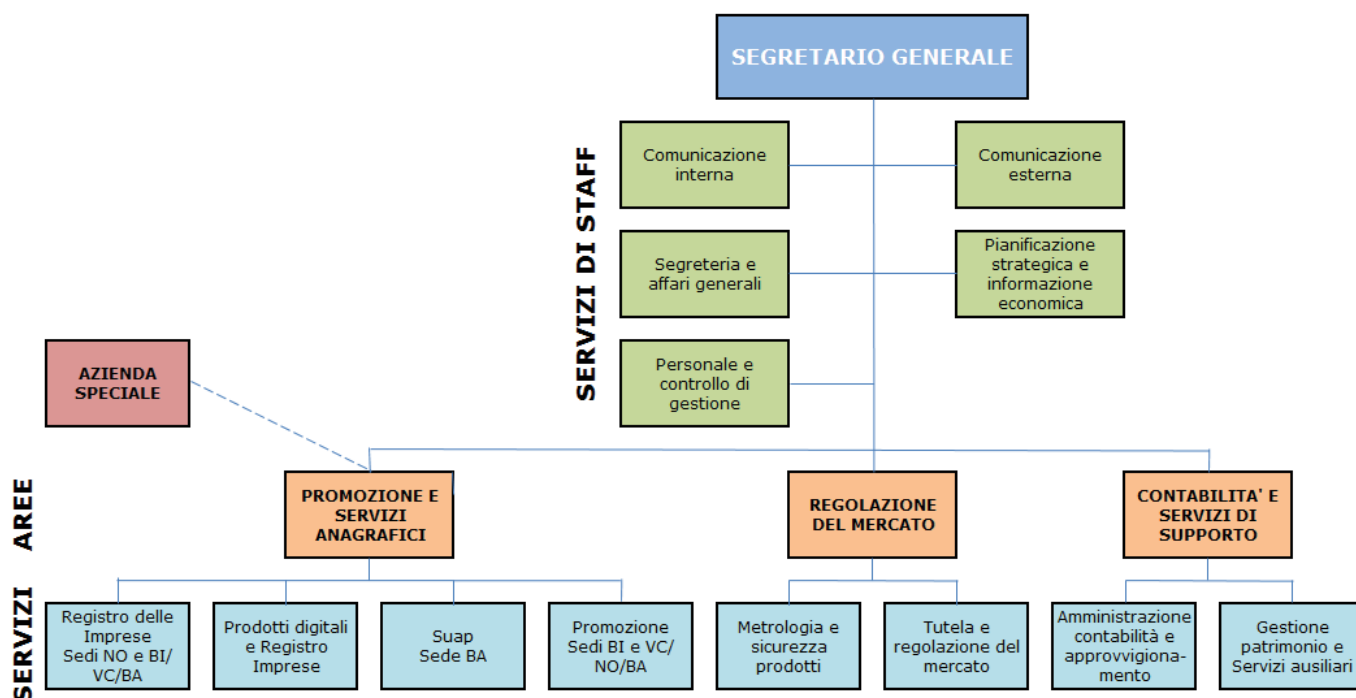 SEGRETARIO GENERALE
SERVIZI DI STAFF
Comunicazione
interna
Comunicazione
esterna
Segreteria e
affari generali
Pianificazione
strategica e
informazione
economica
Personale e
controllo di
gestione
AZIENDA
SPECIALE
AREE
PROMOZIONE E
SERVIZI
ANAGRAFICI
REGOLAZIONE
DEL MERCATO
CONTABILITA' E
SERVIZI DI
SUPPORTO
SERVIZI
Registro delle
Imprese
Sedi NO e BI/
VC/BA
Prodotti digitali
e Registro
Imprese
Suap
Sede BA
Promozione
Sedi BI e VC/
NO/BA
Metrologia e
sicurezza
prodotti
Tutela e
regolazione del
mercato
Amministrazione
contabilità e
approvvigiona-
mento
Gestione
patrimonio e
Servizi ausiliari